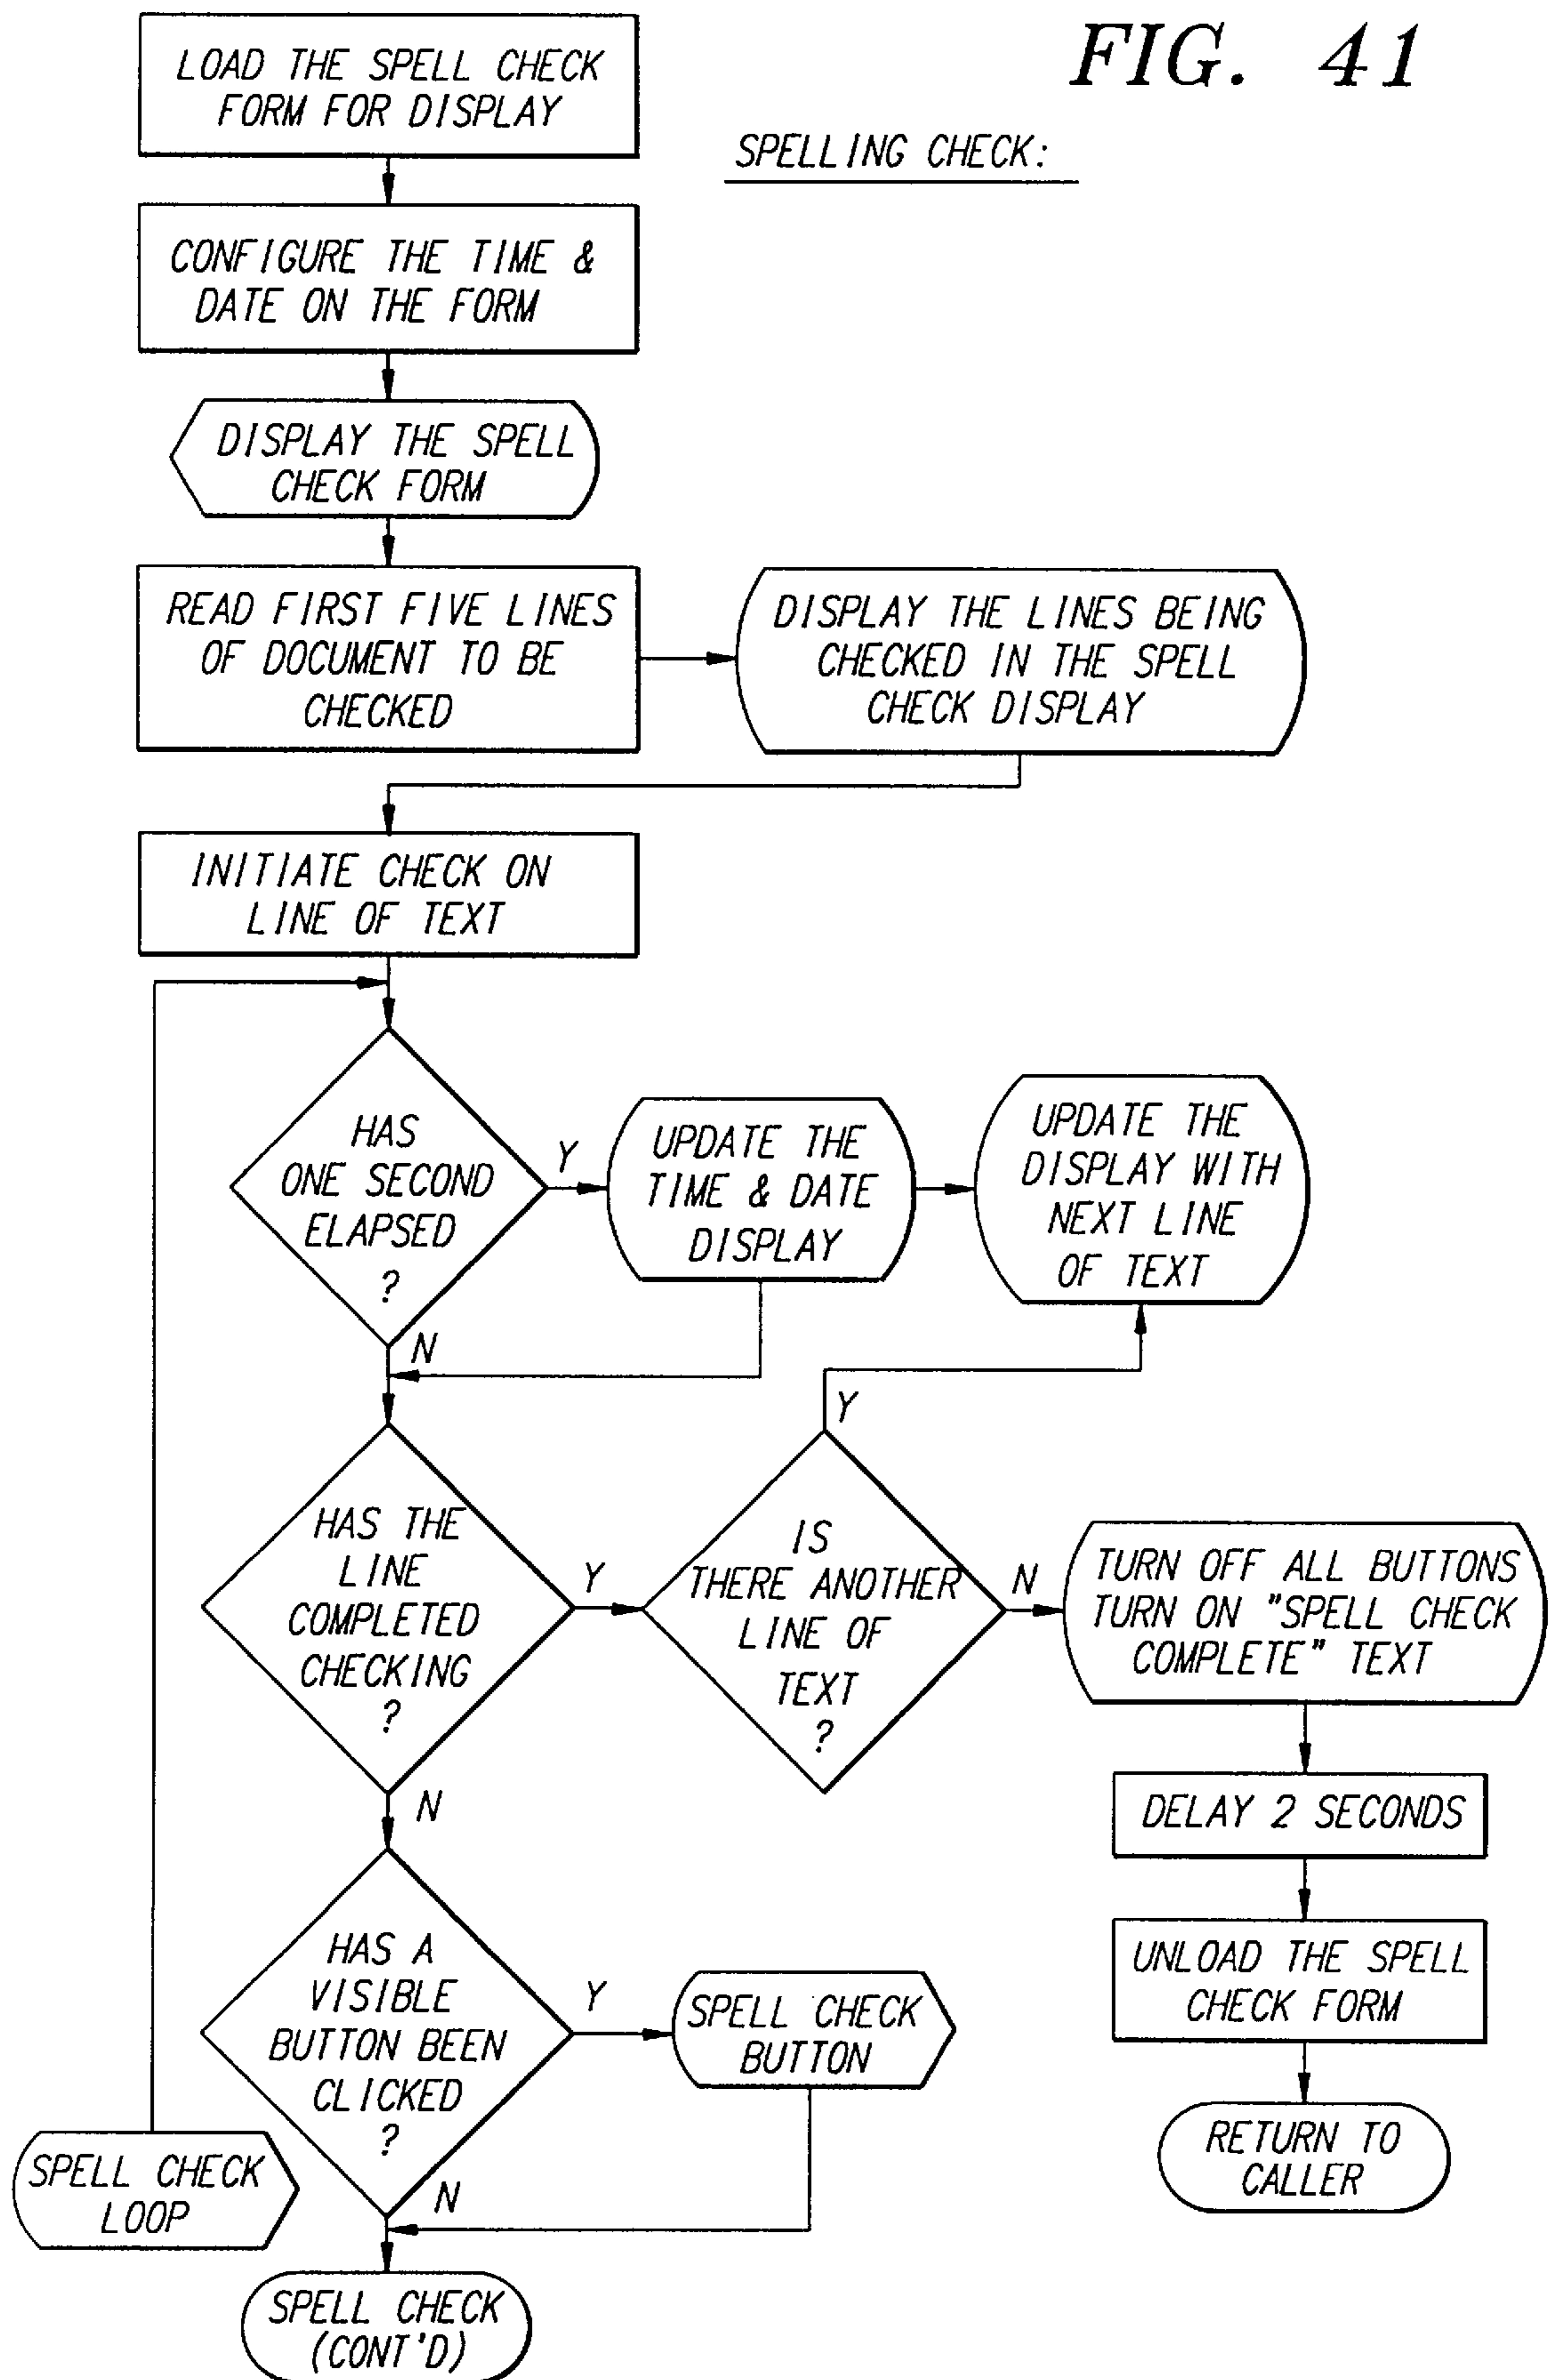 FIG. 41
SPELLING CHECK:
LOAD THE SPELL CHECK
FORM FOR DISPLAY
CONFIGURE THE TIME &
DATE ON THE FORM
DISPLAY THE SPELL
CHECK FORM
READ FIRST FIVE LINES
OF DOCUMENT TO BE
CHECKED
DISPLAY THE LINES BEING
CHECKED IN THE SPELL
CHECK DISPLAY
INITIATE CHECK ON
LINE OF TEXT
HAS
ONE SECOND
ELAPSED
?
Y
N
UPDATE THE
TIME & DATE
DISPLAY
UPDATE THE
DISPLAY WITH
NEXT LINE
OF TEXT
HAS THE
LINE
COMPLETED
CHECKING
?
Y
N
IS
THERE ANOTHER
LINE OF
TEXT
?
Y
N
TURN OFF ALL BUTTONS
TURN ON "SPELL CHECK
COMPLETE" TEXT
DELAY 2 SECONDS
UNLOAD THE SPELL
CHECK FORM
RETURN TO
CALLER
HAS A
VISIBLE
BUTTON BEEN
CLICKED
?
Y
N
SPELL CHECK
BUTTON
SPELL CHECK
LOOP
SPELL CHECK
(CONT'D)